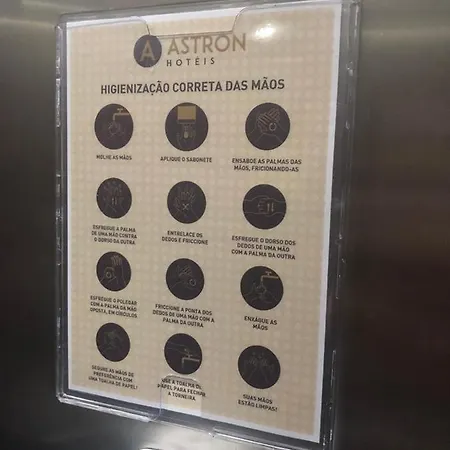 A ASTRON
HOTÉIS
HIGIENIZAÇÃO CORRETA DAS MÃOS
MOLHE AS MÃOS
APLIQUE O SABONETE
ENSABOE AS PALMAS DAS
MÃOS, FRICIONANDO-AS
ESFREGUE A PALMA
DE UMA MÃO CONTRA
O DORSO DA OUTRA
ENTRELACE OS
DEDOS E FRICCIONE
ESFREGUE O DORSO DOS
DEDOS DE UMA MÃO
COM A PALMA DA OUTRA
ESFREGUE O POLEGAR
COM A PALMA DA MÃO
OPOSTA, EM CÍRCULOS
FRICCIONE A PONTA DOS
DEDOS DE UMA MÃO COM A
PALMA DA OUTRA
ENXÁGUE AS
MÃOS
SEQUE AS MÃOS DE
PREFERÊNCIA COM
UMA TOALHA DE PAPEL!
USE A TOALHA DE
PAPEL PARA FECHAR
A TORNEIRA
SUAS MÃOS
ESTÃO LIMPAS!